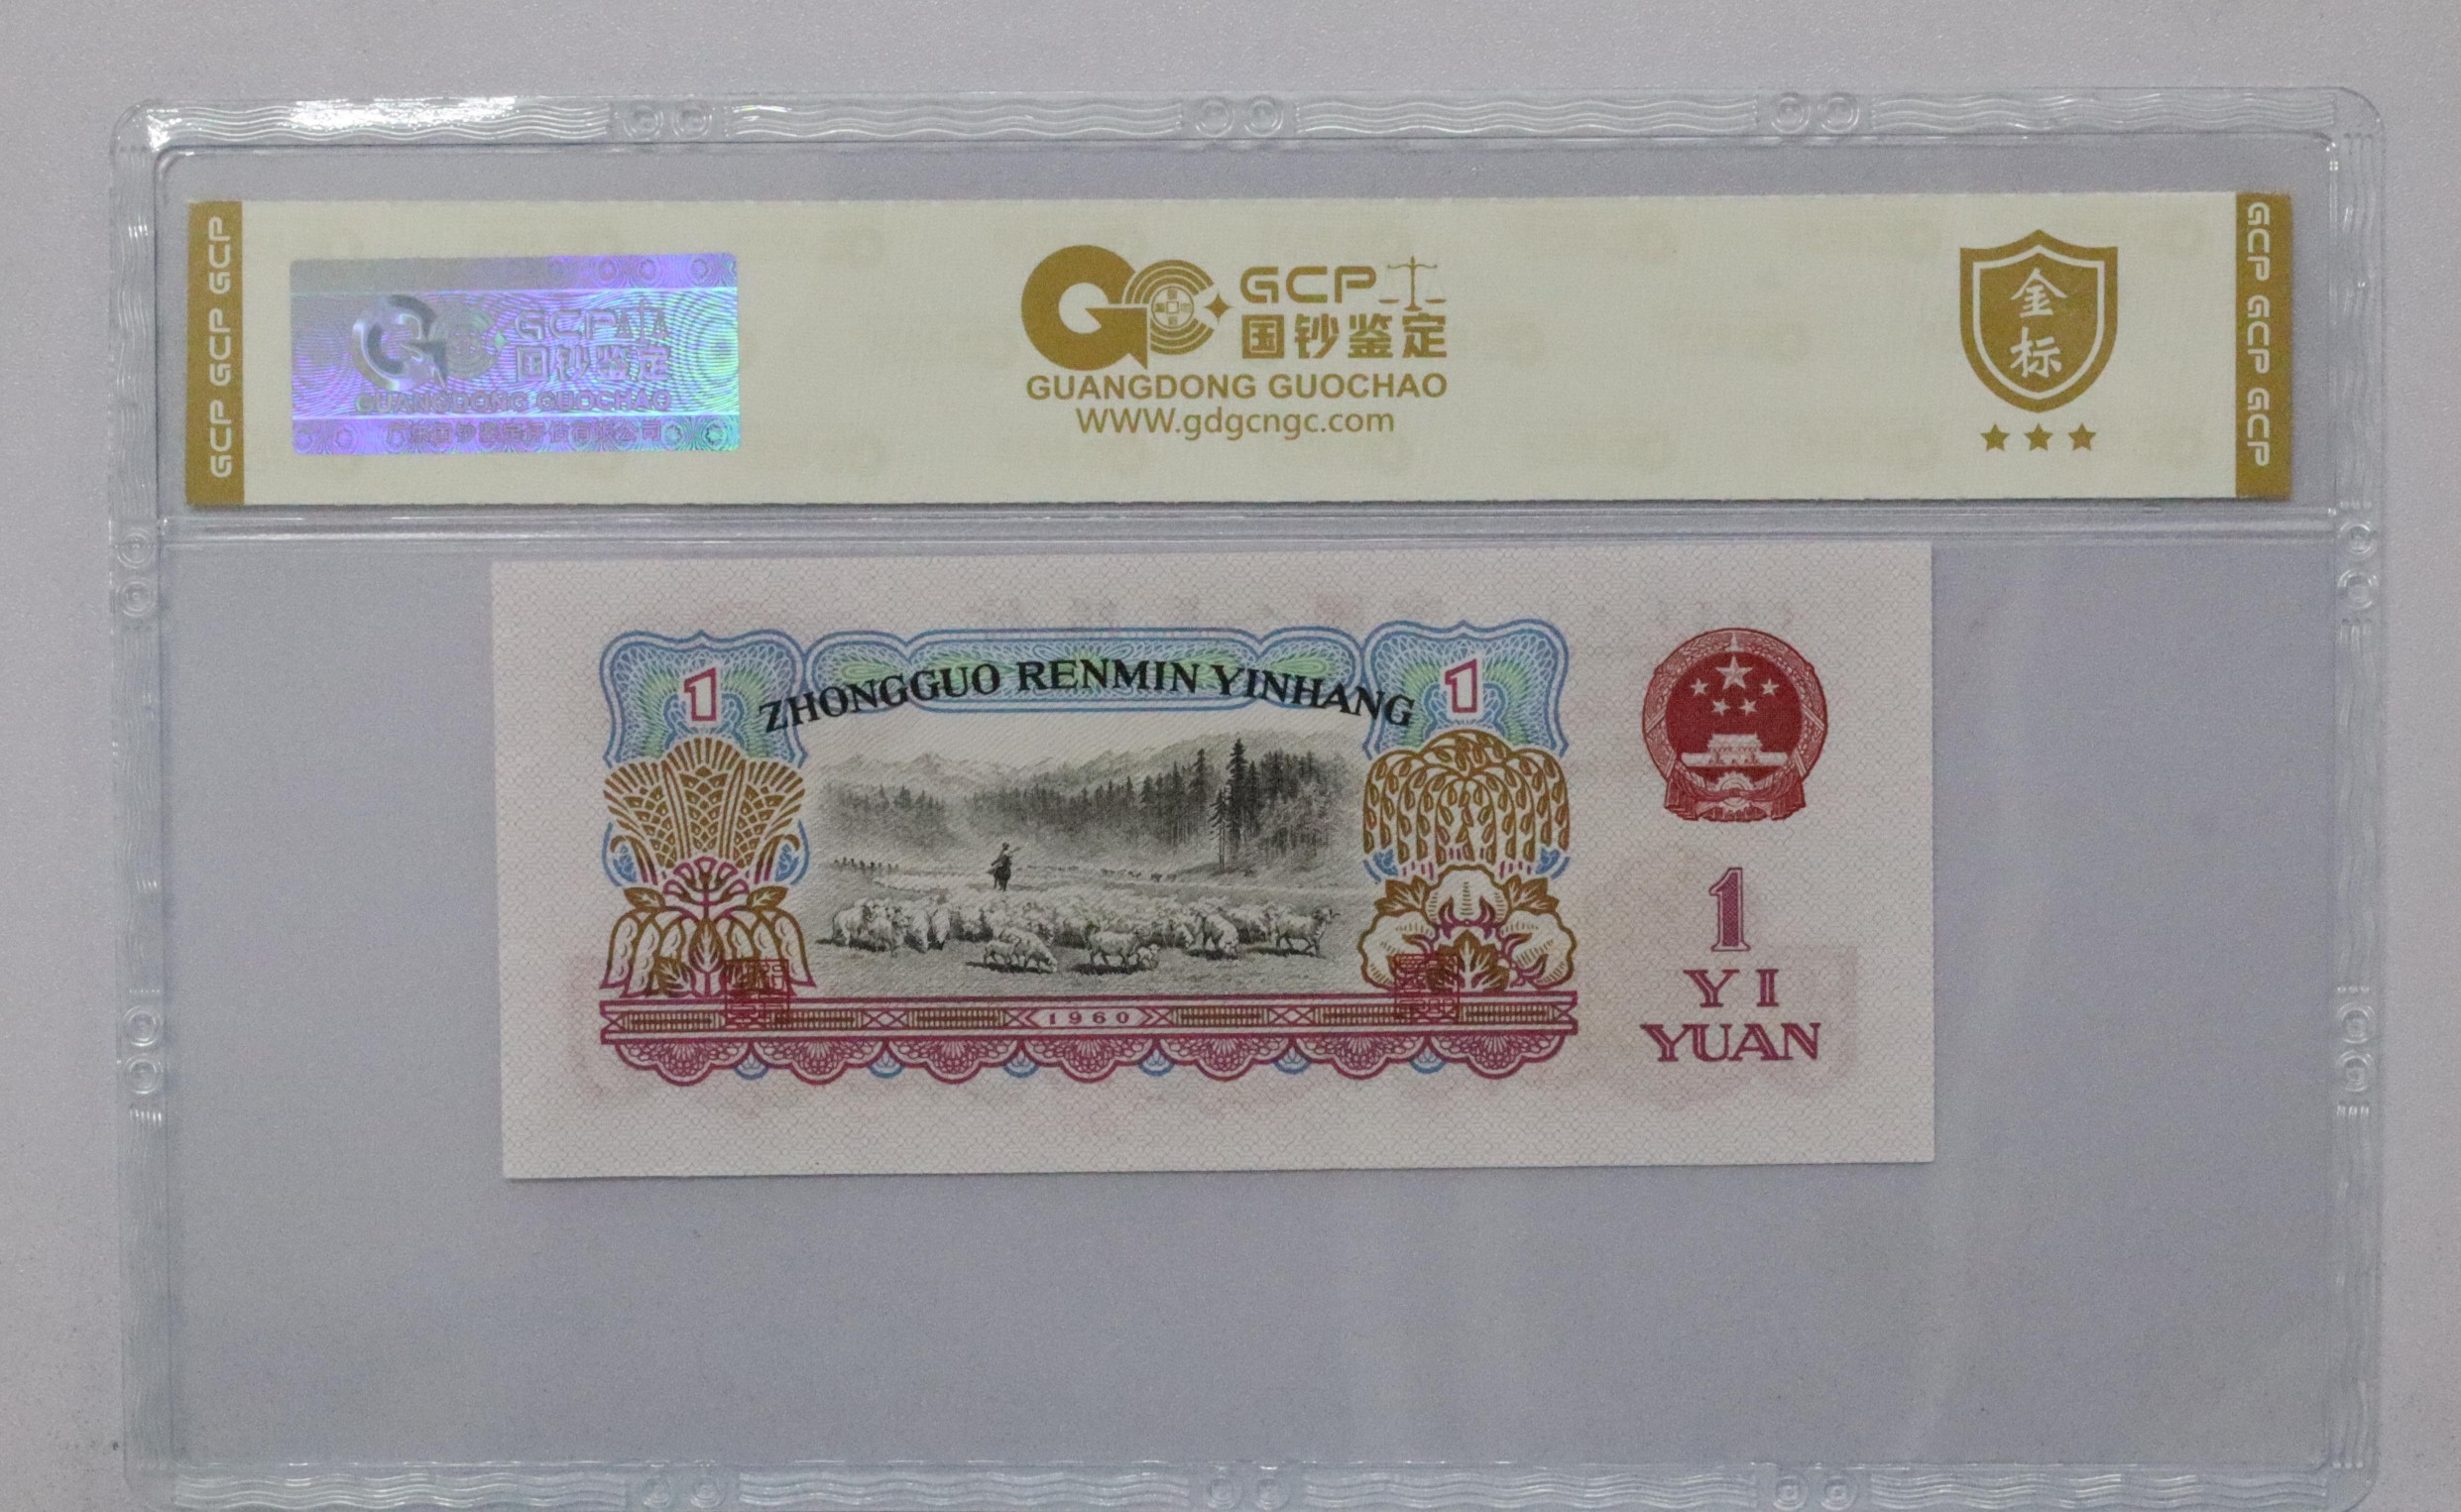 GCP GCP GCP
GCP
国钞鉴定
GUANGDONG GUOCHAO
GCP
国钞鉴定
GUANGDONG GUOCHAO
WWW.gdgcngc.com
金
标
GCP GCP GCP
1
ZHONGGUO RENMIN YINHANG
1
1960
1
YI
YUAN